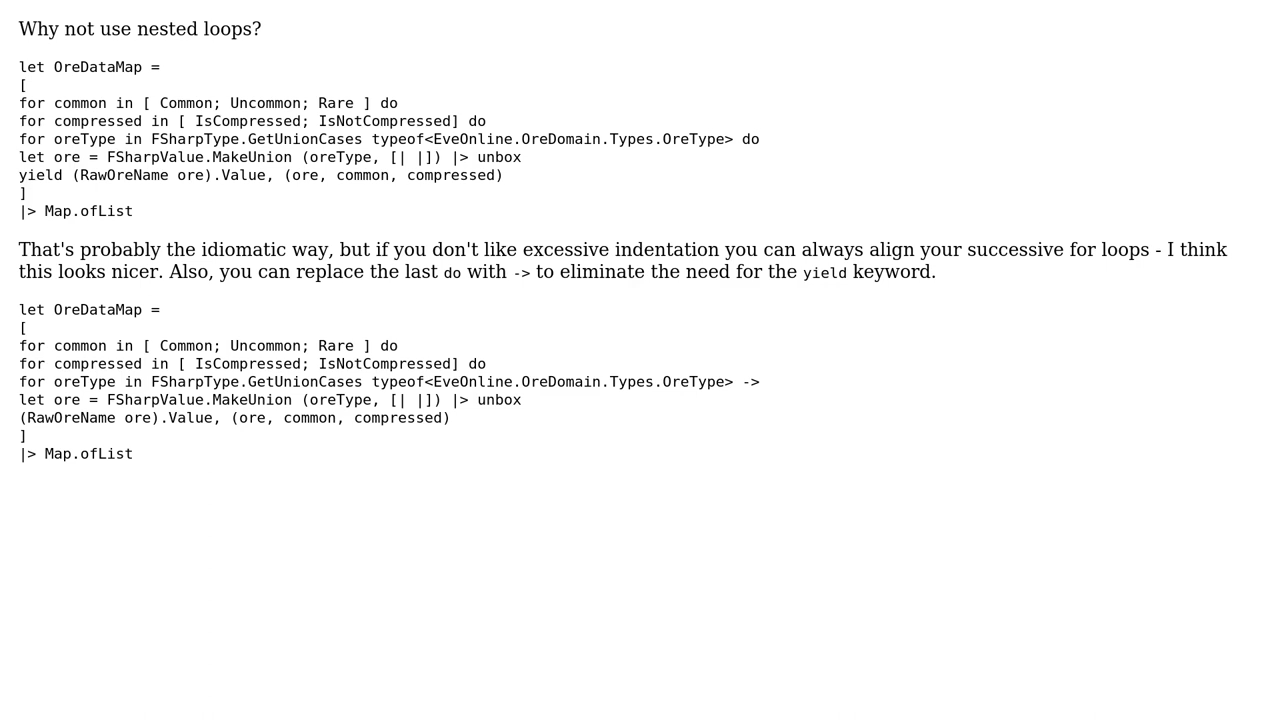 Why not use nested loops?
let OreDataMap =
[
for common in [ Common; Uncommon; Rare ] do
for compressed in [ IsCompressed; IsNotCompressed] do
for oreType in FSharpType.GetUnionCases typeof<EveOnline.OreDomain.Types.OreType> do
let ore = FSharpValue.MakeUnion (oreType, [| |]) |> unbox
yield (RawOreName ore).Value, (ore, common, compressed)
]
|> Map.ofList
That's probably the idiomatic way, but if you don't like excessive indentation you can always align your successive for loops - I think
this looks nicer. Also, you can replace the last do with -> to eliminate the need for the yield keyword.
let OreDataMap =
[
for common in [ Common; Uncommon; Rare ] do
for compressed in [ IsCompressed; IsNotCompressed] do
for oreType in FSharpType.GetUnionCases typeof<EveOnline.OreDomain.Types.OreType> ->
let ore = FSharpValue.MakeUnion (oreType, [| |]) |> unbox
(RawOreName ore).Value, (ore, common, compressed)
]
|> Map.ofList